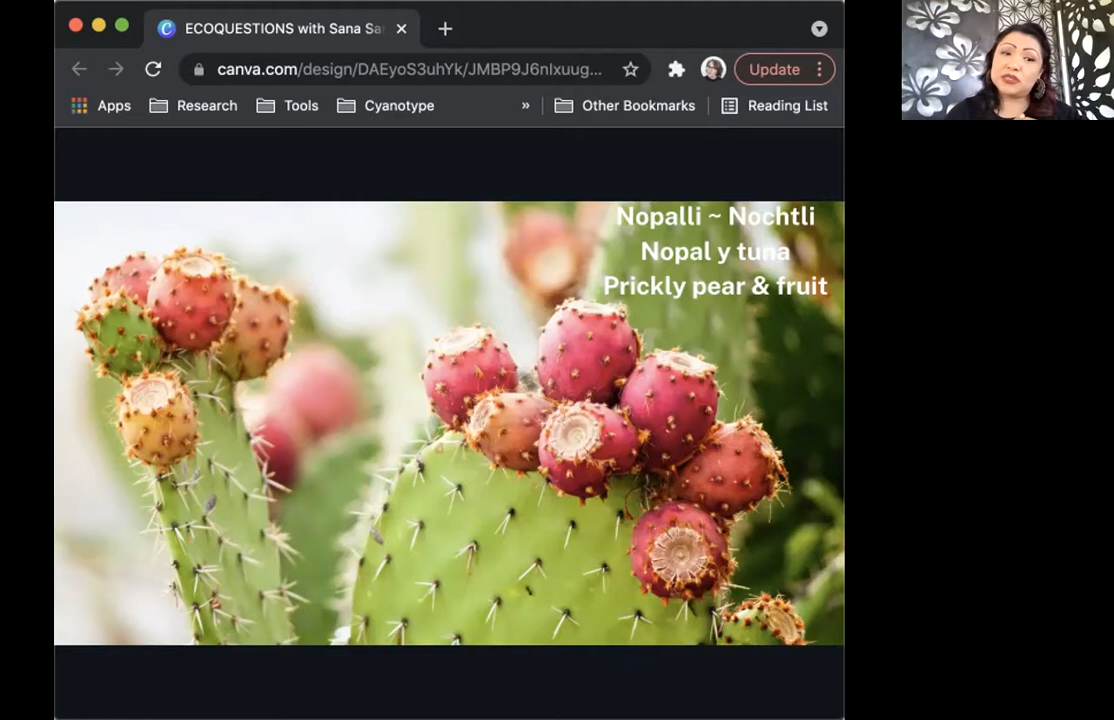 ECOQUESTIONS with Sana Sa
canva.com/design/DAEyoS3uhYk/JMBP9J6nlxuug...
Update
Apps
Research
Tools
Cyanotype
»
Other Bookmarks
Reading List
Nopalli ~ Nochtli
Nopal y tuna
Prickly pear & fruit